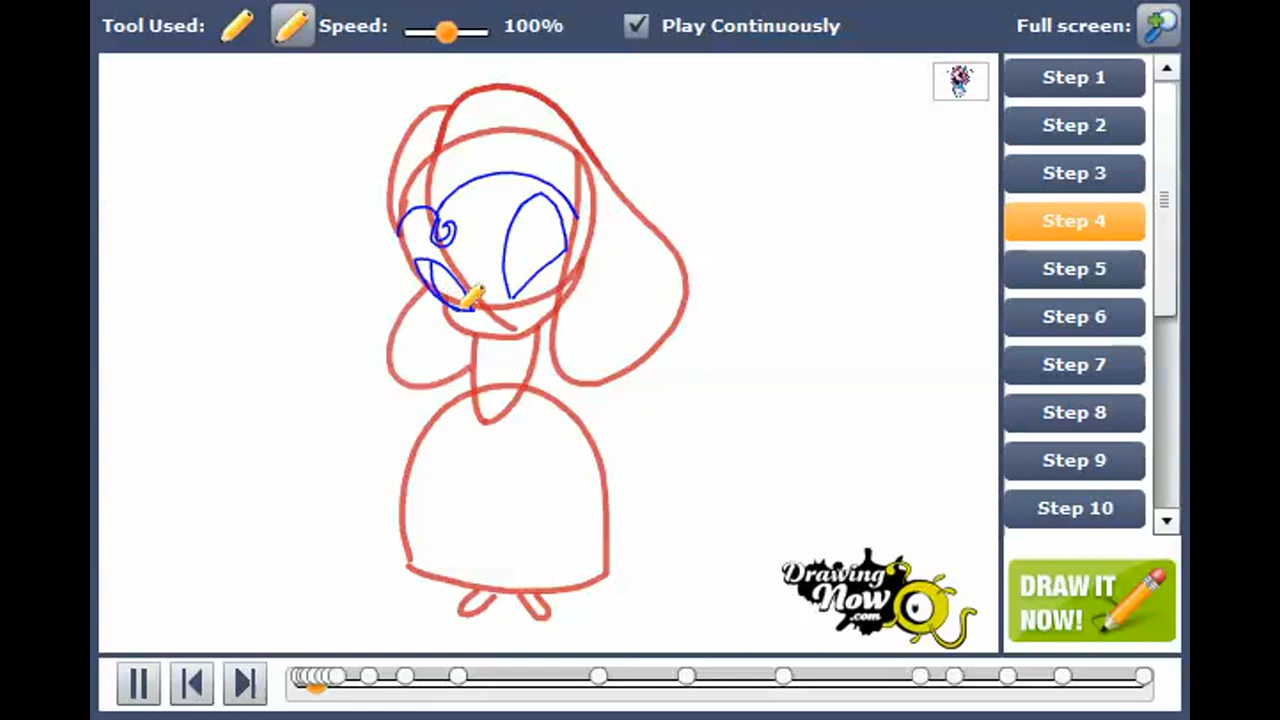 Tool Used:
Speed:
100%
Play Continuously
Full screen:
Step 1
Step 2
Step 3
Step 4
Step 5
Step 6
Step 7
Step 8
Step 9
Step 10
Drawing
Now
.com
DRAW IT
NOW!